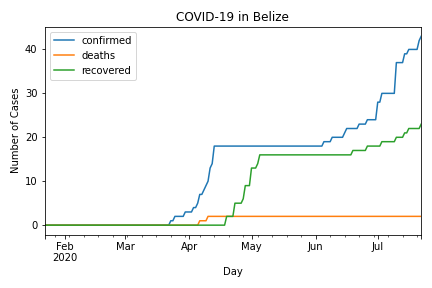 COVID-19 in Belize
confirmed
deaths
recovered
Number of Cases
40
30
20
10
0
Feb
2020
Mar
Apr
May
Jun
Jul
Day